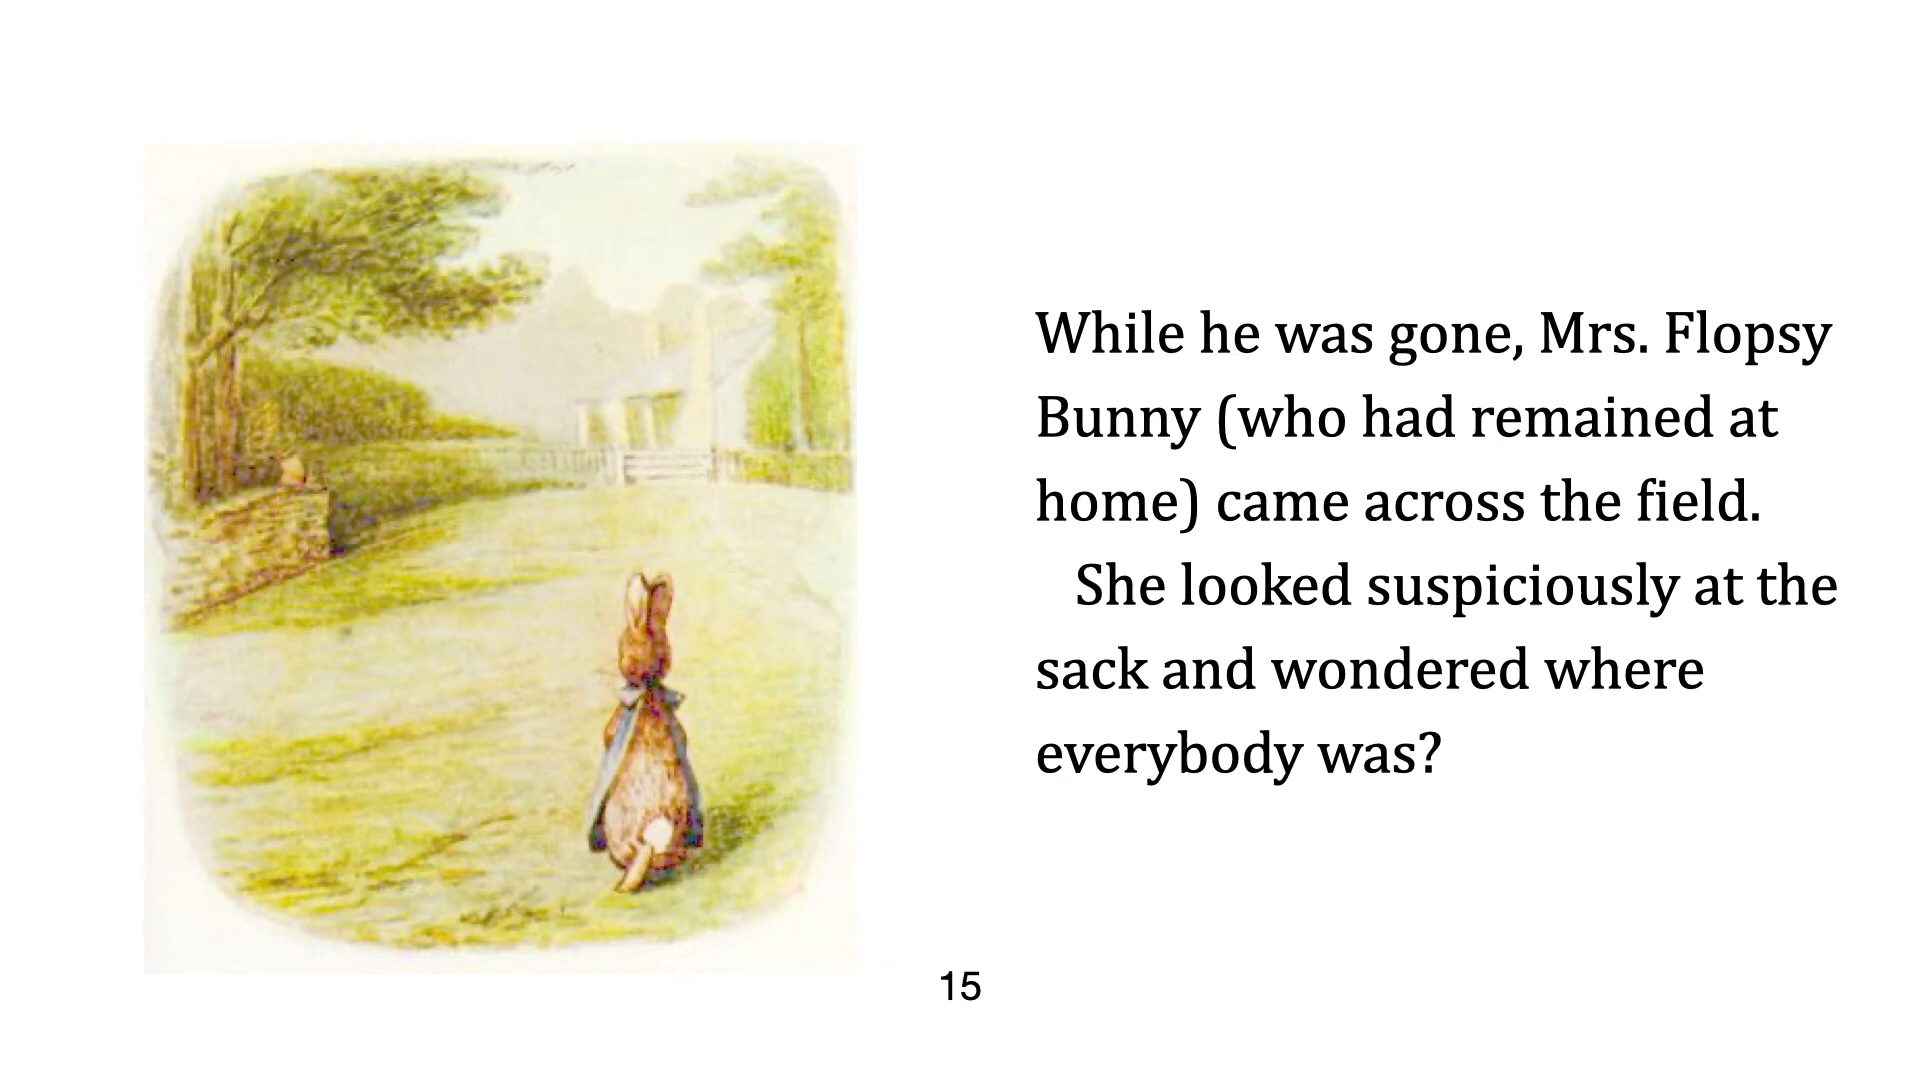 While he was gone, Mrs. Flopsy
Bunny (who had remained at
home) came across the field.
She looked suspiciously at the
sack and wondered where
everybody was?
15